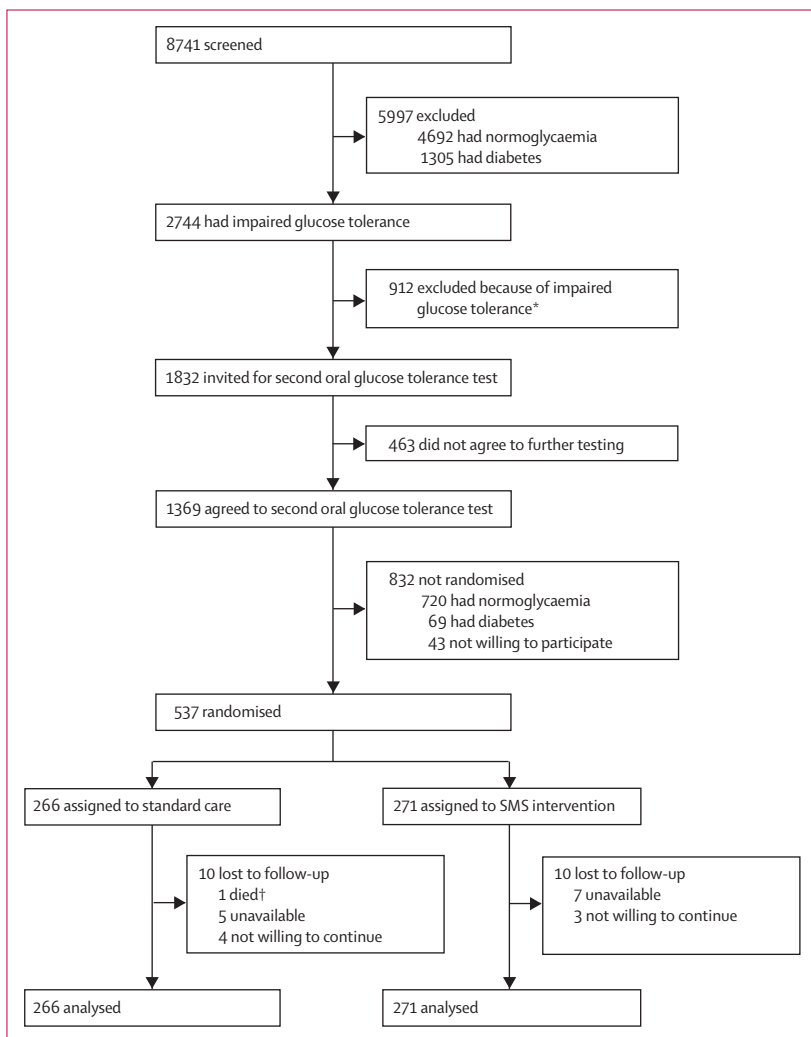 8741 screened
5997 excluded
4692 had normoglycaemia
1305 had diabetes
2744 had impaired glucose tolerance
912 excluded because of impaired
glucose tolerance*
1832 invited for second oral glucose tolerance test
463 did not agree to further testing
1369 agreed to second oral glucose tolerance test
832 not randomised
720 had normoglycaemia
69 had diabetes
43 not willing to participate
537 randomised
266 assigned to standard care
271 assigned to SMS intervention
10 lost to follow-up
1 died†
5 unavailable
4 not willing to continue
10 lost to follow-up
7 unavailable
3 not willing to continue
266 analysed
271 analysed